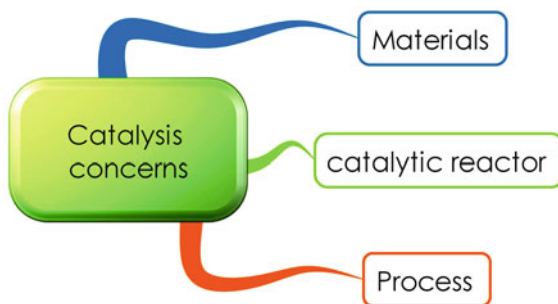 Catalysis
concerns
Materials
catalytic reactor
Process